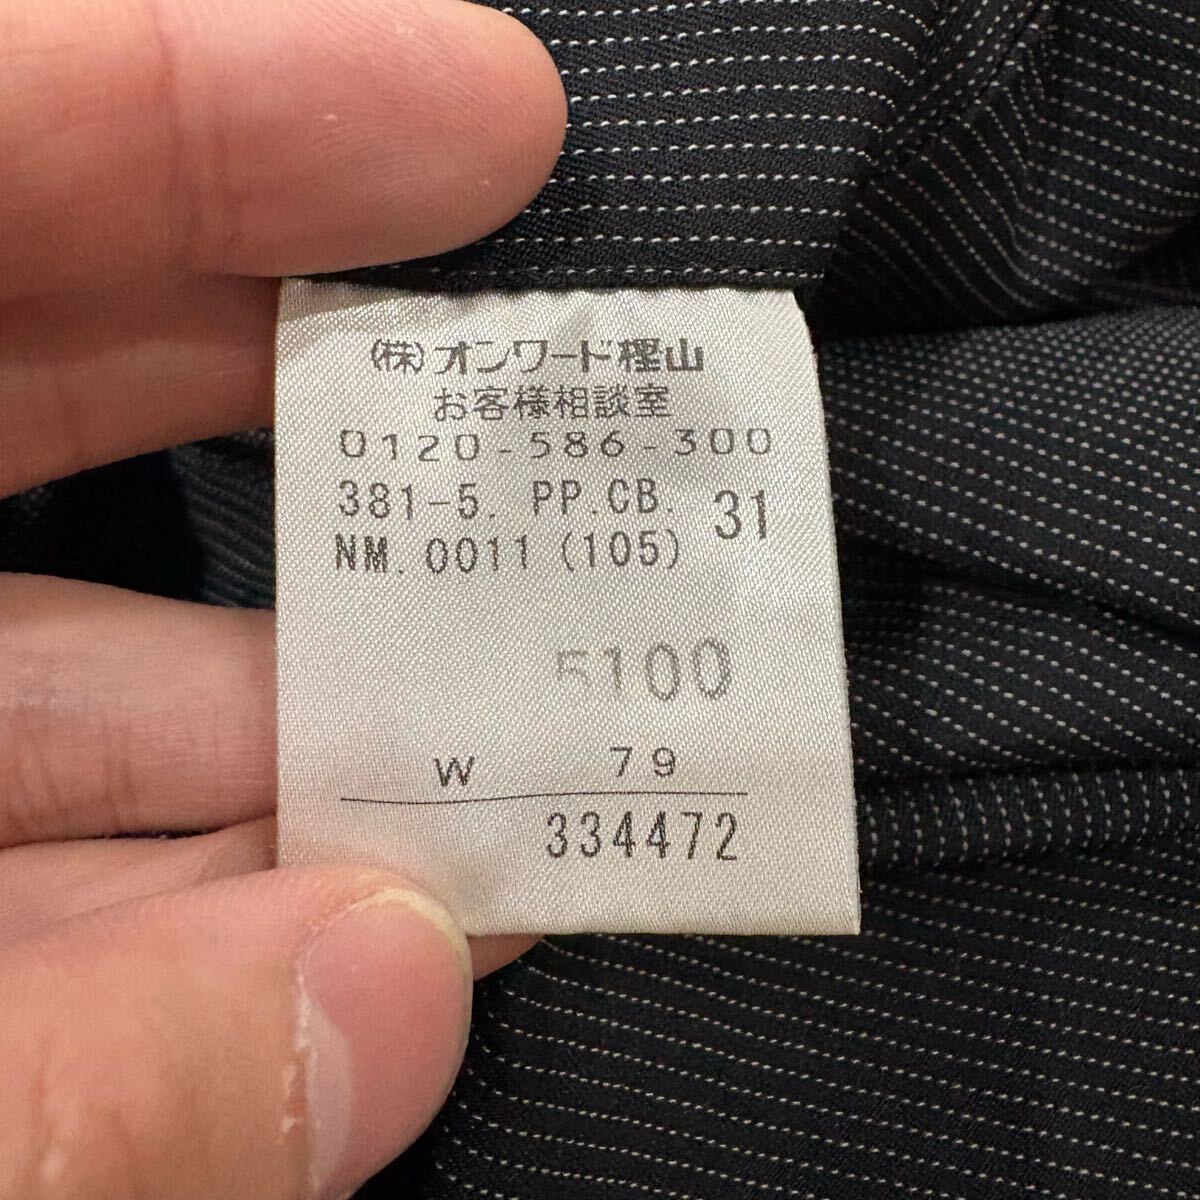 (株)オンワード樫山
お客様相談室
0120-586-300
381-5. PP.CB. 31
NM. 0011 (105)
5100
W 79
334472